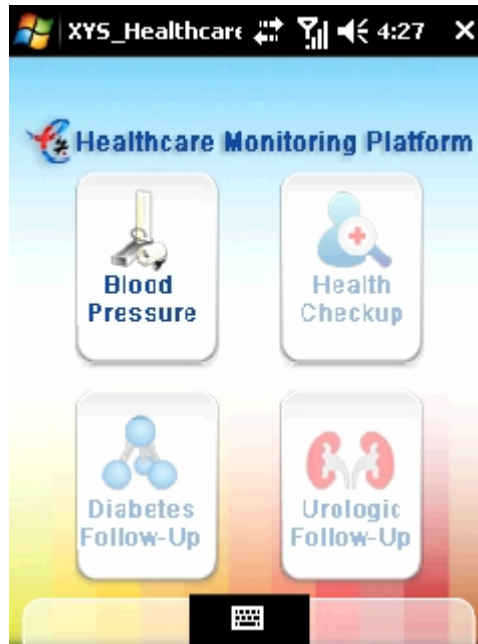 XYS_Healthcare 4:27
Healthcare Monitoring Platform
Blood
Pressure
Health
Checkup
Diabetes
Follow-Up
Urologic
Follow-Up